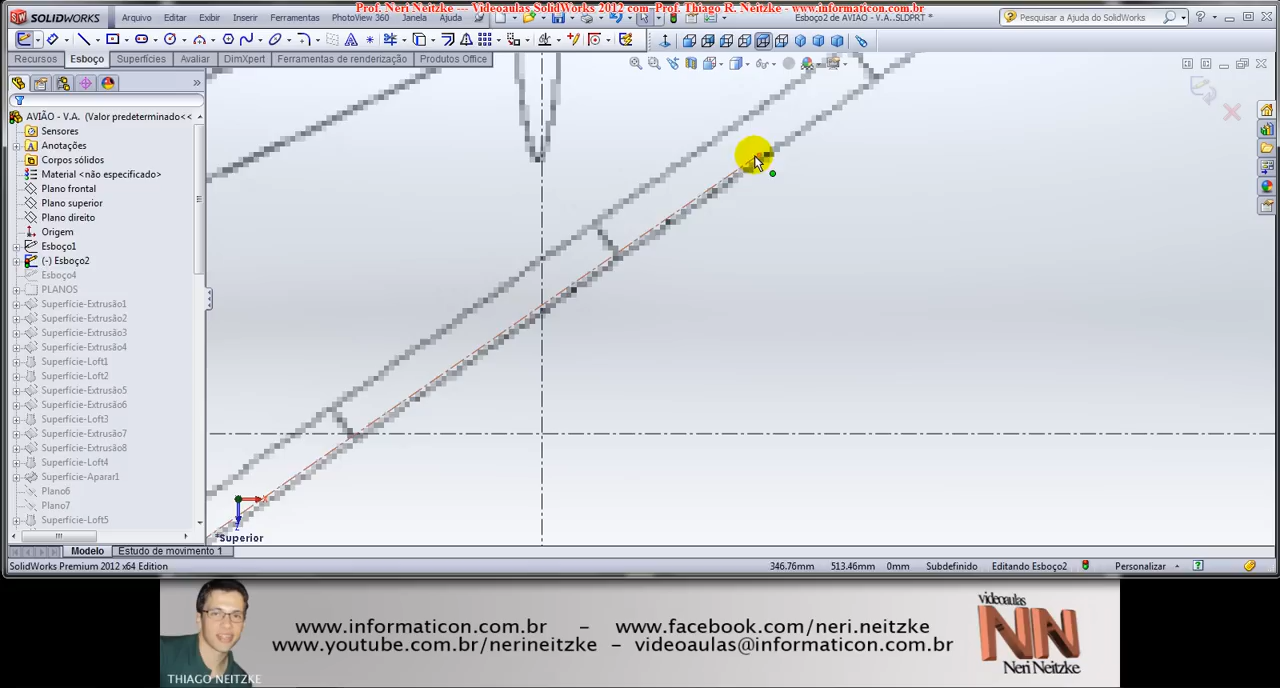 Prof. Neri Neitzke --- Videoaulas SolidWorks 2012 com Prof. Thiago R. Neitzke - www.informaticon.com.br
SOLIDWORKS
Arquivo Editar Exibir Inserir Ferramentas PhotoView 360 Janela Ajuda
Esboço2 de AVIAO - V.A...SLDPRT *
Pesquisar a Ajuda do SolidWorks
Recursos Esboço Superfícies Avaliar DimXpert Ferramentas de renderização Produtos Office
AVIÃO - V.A. (Valor predeterminado<<
Sensores
Anotações
Corpos sólidos
Material <não especificado>
Plano frontal
Plano superior
Plano direito
Origem
Esboço1
(-) Esboço2
Esboço4
PLANOS
Superfície-Extrusão1
Superfície-Extrusão2
Superfície-Extrusão3
Superfície-Extrusão4
Superfície-Loft1
Superfície-Loft2
Superfície-Extrusão5
Superfície-Extrusão6
Superfície-Loft3
Superfície-Extrusão7
Superfície-Extrusão8
Superfície-Loft4
Superfície-Aparar1
Plano6
Plano7
Superfície-Loft5
*Superior
Modelo Estudo de movimento 1
SolidWorks Premium 2012 x64 Edition
346.76mm 513.46mm 0mm Subdefinido Editando Esboço2 Personalizar
www.informaticon.com.br - www.facebook.com/neri.neitzke
www.youtube.com.br/nerineitzke - videoaulas@informaticon.com.br
THIAGO NEITZKE
videoaulas
NN
Neri Neitzke